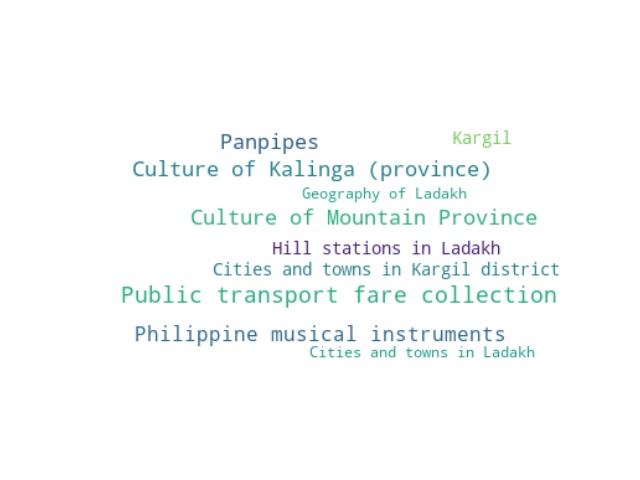 Panpipes
Kargil
Culture of Kalinga (province)
Geography of Ladakh
Culture of Mountain Province
Hill stations in Ladakh
Cities and towns in Kargil district
Public transport fare collection
Philippine musical instruments
Cities and towns in Ladakh